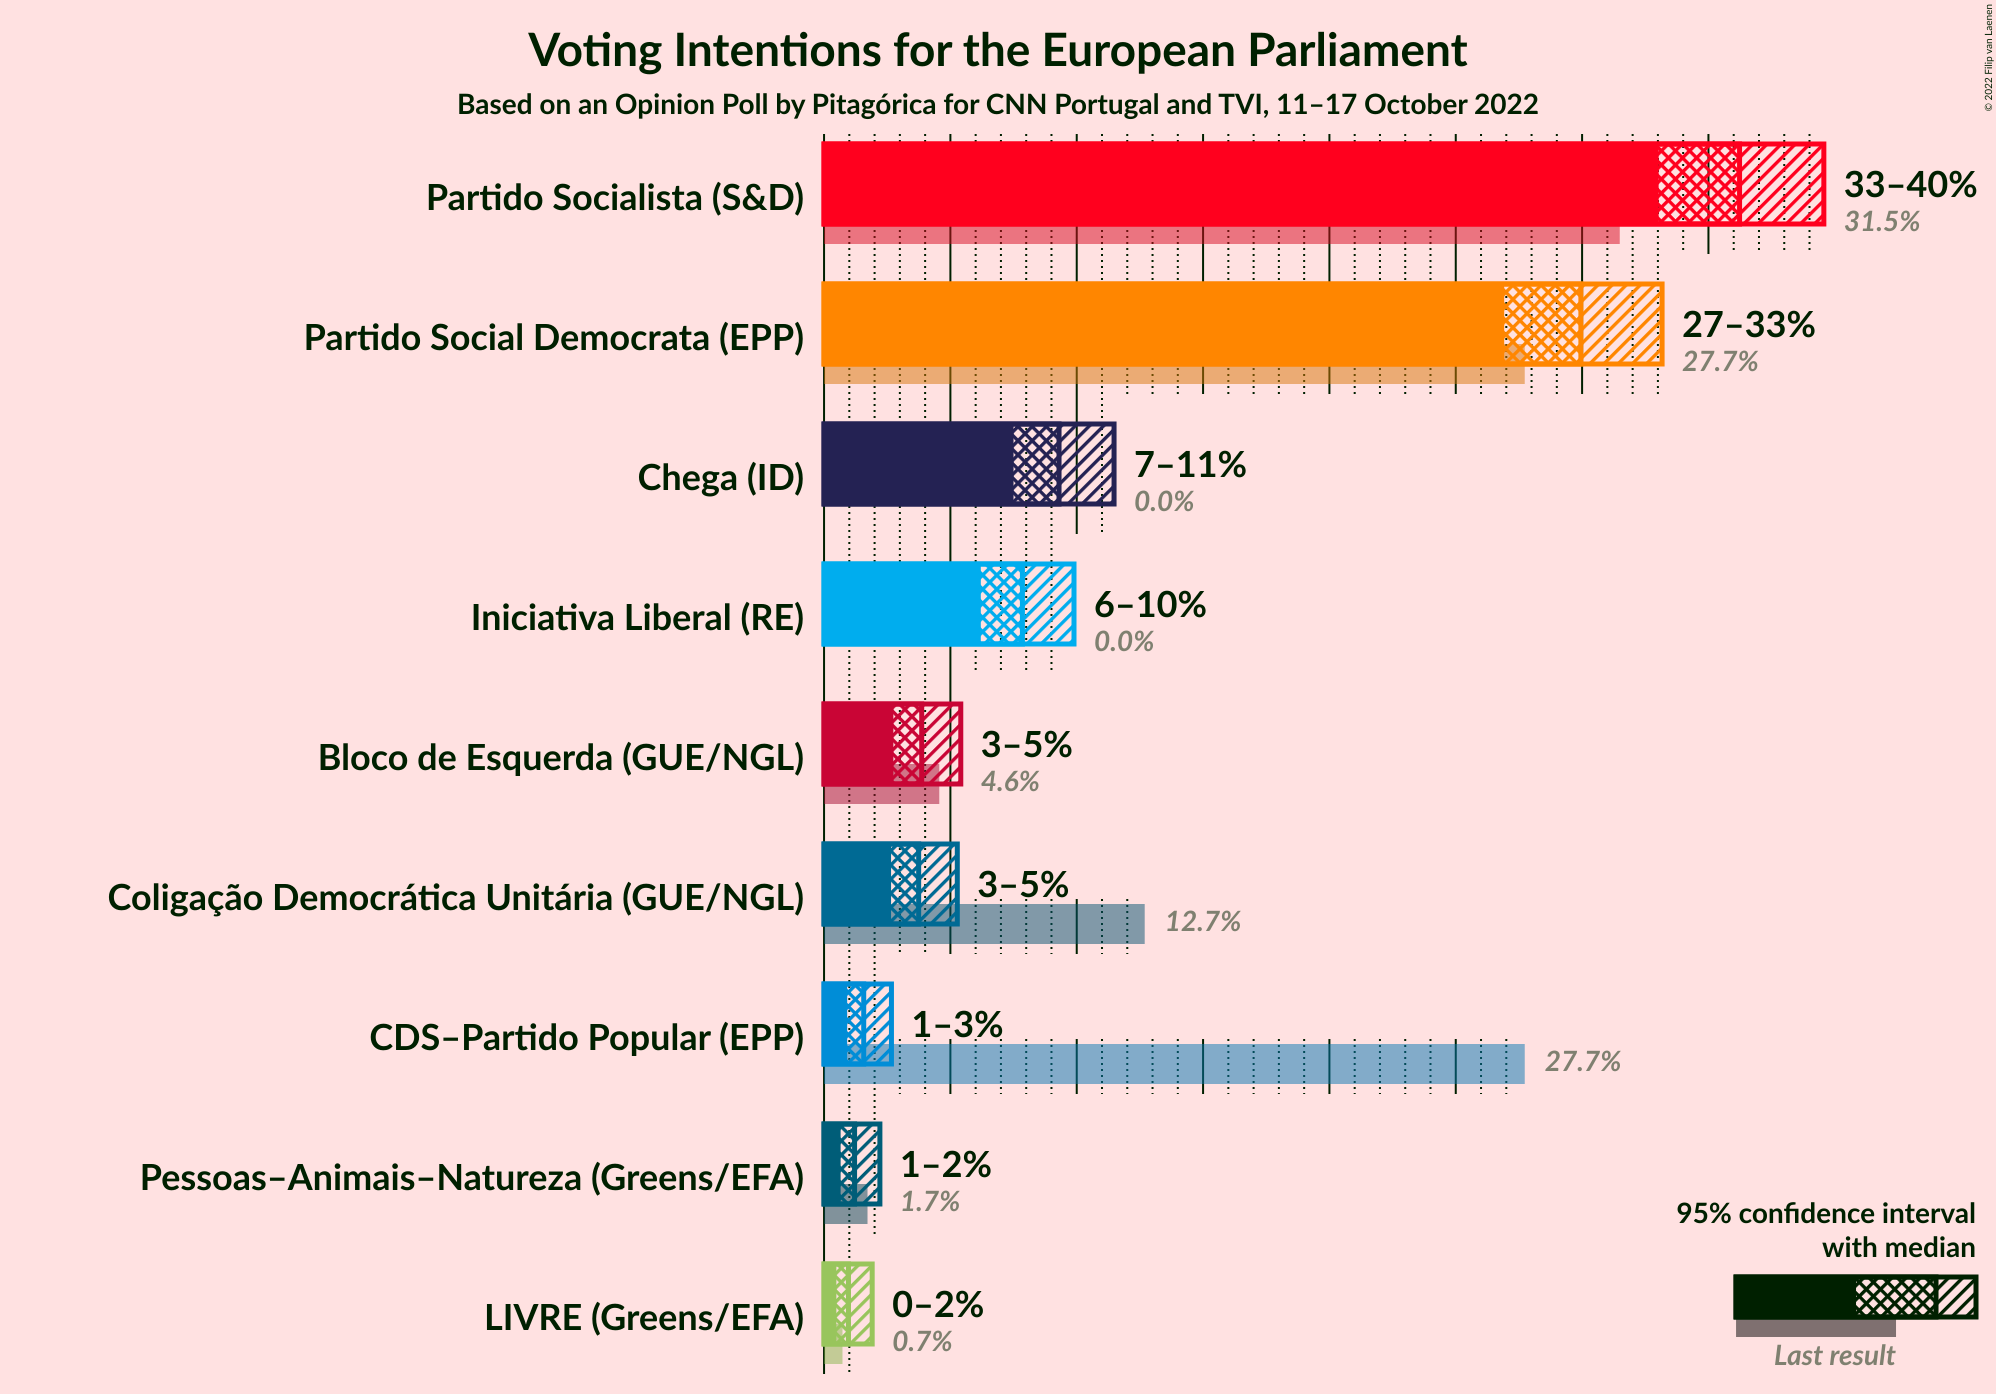 Voting Intentions for the European Parliament
Based on an Opinion Poll by Pitagórica for CNN Portugal and TVI, 11–17 October 2022
© 2022 Filip van Laenen
Partido Socialista (S&D)
33–40%
31.5%
Partido Social Democrata (EPP)
27–33%
27.7%
Chega (ID)
7–11%
0.0%
Iniciativa Liberal (RE)
6–10%
0.0%
Bloco de Esquerda (GUE/NGL)
3–5%
4.6%
Coligação Democrática Unitária (GUE/NGL)
3–5%
12.7%
CDS–Partido Popular (EPP)
1–3%
27.7%
Pessoas–Animais–Natureza (Greens/EFA)
1–2%
1.7%
LIVRE (Greens/EFA)
0–2%
0.7%
95% confidence interval
with median
Last result